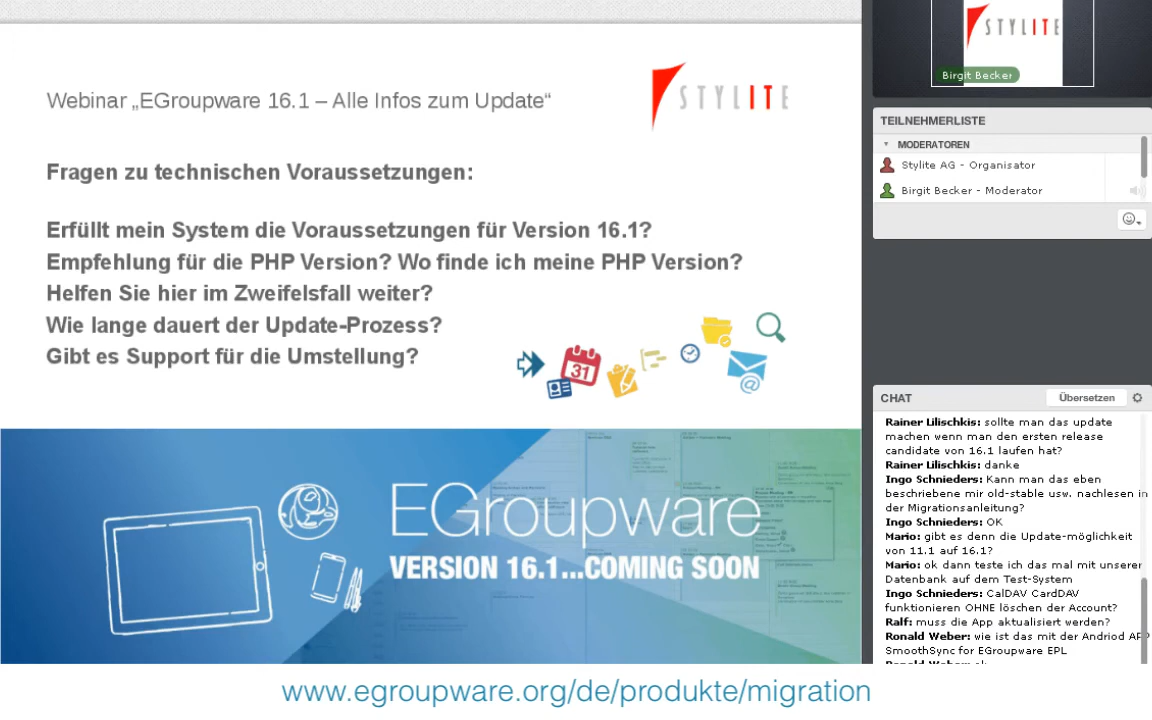 Webinar „EGroupware 16.1 – Alle Infos zum Update“
STYLITE
Fragen zu technischen Voraussetzungen:
Erfüllt mein System die Voraussetzungen für Version 16.1?
Empfehlung für die PHP Version? Wo finde ich meine PHP Version?
Helfen Sie hier im Zweifelsfall weiter?
Wie lange dauert der Update-Prozess?
Gibt es Support für die Umstellung?
31
@
EGroupware
VERSION 16.1...COMING SOON
STYLITE
Birgit Becker
TEILNEHMERLISTE
MODERATOREN
Stylite AG - Organisator
Birgit Becker - Moderator
CHAT
Übersetzen
Rainer Lilischkis: sollte man das update
machen wenn man den ersten release
candidate von 16.1 laufen hat?
Rainer Lilischkis: danke
Ingo Schnieders: Kann man das eben
beschriebene mir old-stable usw. nachlesen in
der Migrationsanleitung?
Ingo Schnieders: OK
Mario: gibt es denn die Update-möglichkeit
von 11.1 auf 16.1?
Mario: ok dann teste ich das mal mit unserer
Datenbank auf dem Test-System
Ingo Schnieders: CalDAV CardDAV
funktionieren OHNE löschen der Account?
Ralf: muss die App aktualisiert werden?
Ronald Weber: wie ist das mit der Andriod APP
SmoothSync for EGroupware EPL
www.egroupware.org/de/produkte/migration